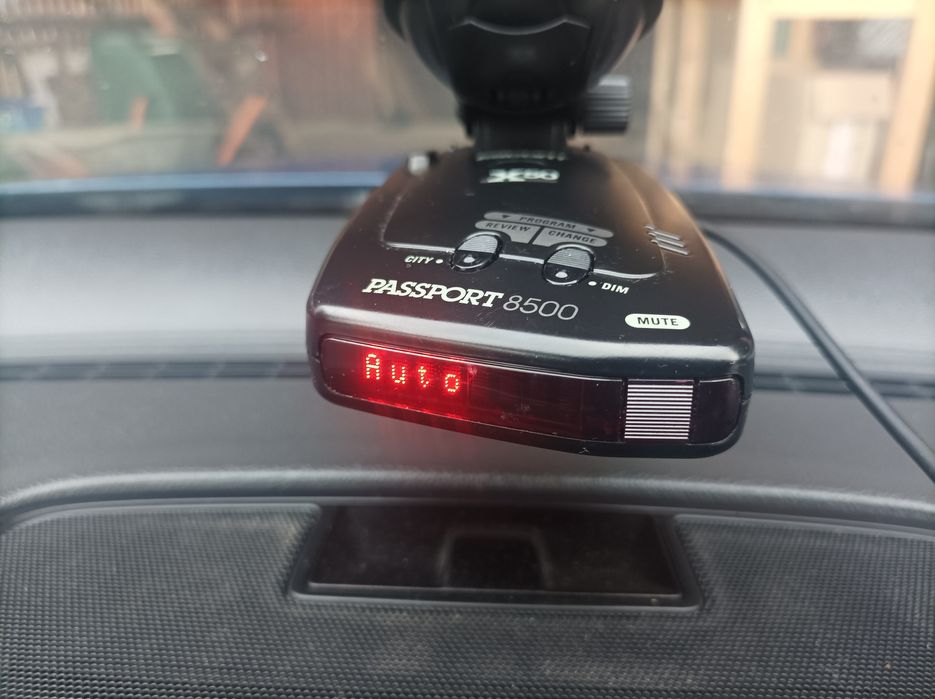 X50
PROGRAM
REVIEW CHANGE
CITY
DIM
PASSPORT 8500
MUTE
Auto